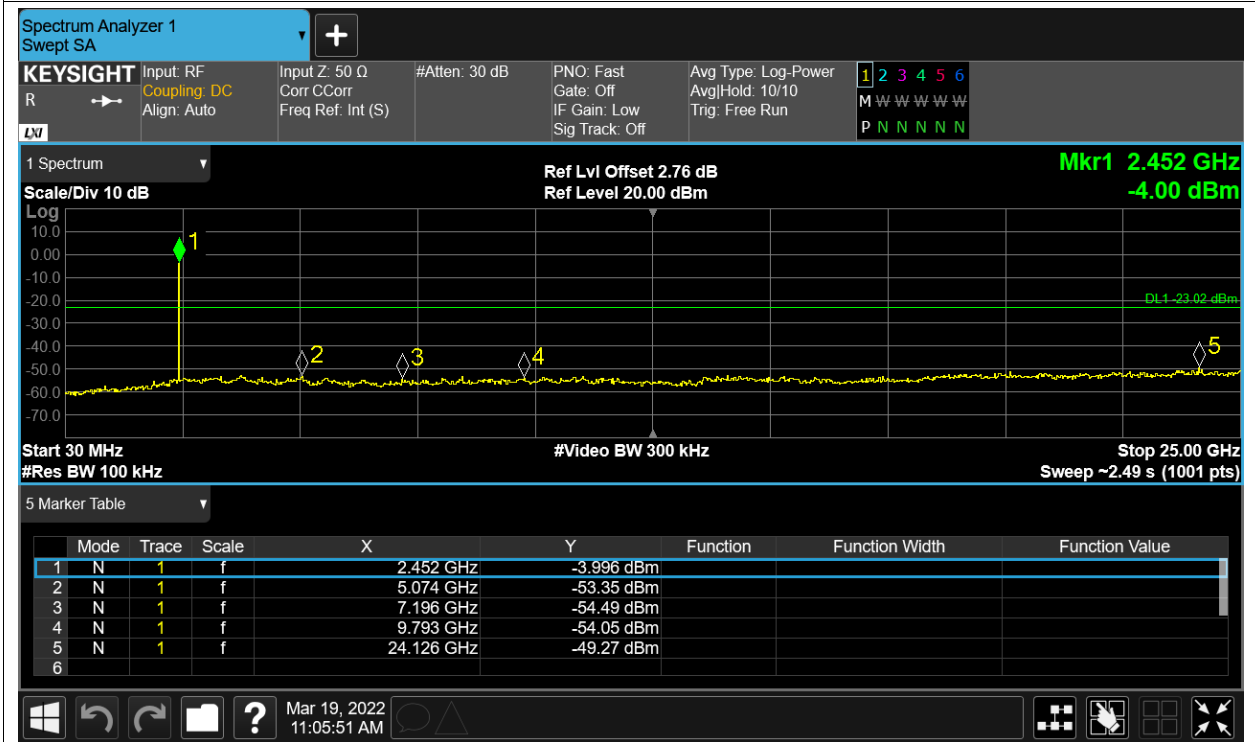 Spectrum Analyzer 1
Swept SA
+
KEYSIGHT
R
LXI
Input: RF
Coupling: DC
Align: Auto
Input Z: 50 Ω
Corr CCorr
Freq Ref: Int (S)
#Atten: 30 dB
PNO: Fast
Gate: Off
IF Gain: Low
Sig Track: Off
Avg Type: Log-Power
Avg|Hold: 10/10
Trig: Free Run
1 2 3 4 5 6
M W W W W W
P N N N N N
1 Spectrum
Scale/Div 10 dB
Ref Lvl Offset 2.76 dB
Ref Level 20.00 dBm
Mkr1 2.452 GHz
-4.00 dBm
Log
10.0
0.00
-10.0
-20.0
-30.0
-40.0
-50.0
-60.0
-70.0
1
2
3
4
5
DL1 -23.02 dBm
Start 30 MHz
#Res BW 100 kHz
#Video BW 300 kHz
Stop 25.00 GHz
Sweep ~2.49 s (1001 pts)
5 Marker Table
Mode Trace Scale X Y Function Function Width Function Value
1 N 1 f 2.452 GHz -3.996 dBm
2 N 1 f 5.074 GHz -53.35 dBm
3 N 1 f 7.196 GHz -54.49 dBm
4 N 1 f 9.793 GHz -54.05 dBm
5 N 1 f 24.126 GHz -49.27 dBm
6
?
Mar 19, 2022
11:05:51 AM